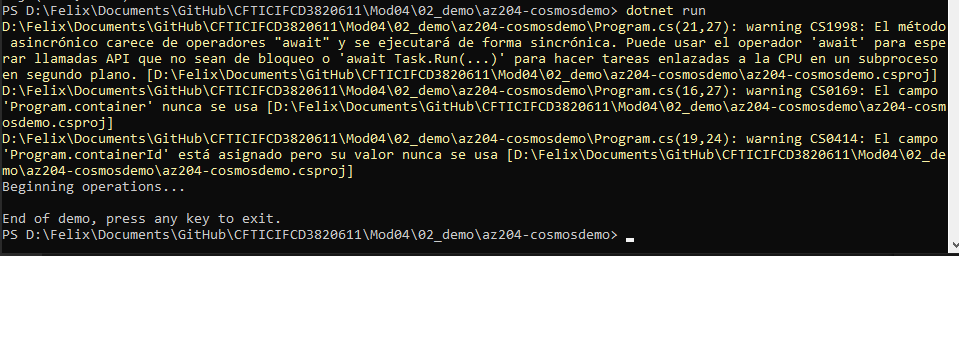 PS D:\Felix\Documents\GitHub\CFTICIFCD3820611\Mod04\02_demo\az204-cosmosdemo> dotnet run
D:\Felix\Documents\GitHub\CFTICIFCD3820611\Mod04\02_demo\az204-cosmosdemo\Program.cs(21,27): warning CS1998: El método
 asincrónico carece de operadores "await" y se ejecutará de forma sincrónica. Puede usar el operador 'await' para espe
rar llamadas API que no sean de bloqueo o 'await Task.Run(...)' para hacer tareas enlazadas a la CPU en un subproceso
en segundo plano. [D:\Felix\Documents\GitHub\CFTICIFCD3820611\Mod04\02_demo\az204-cosmosdemo\az204-cosmosdemo.csproj]
D:\Felix\Documents\GitHub\CFTICIFCD3820611\Mod04\02_demo\az204-cosmosdemo\Program.cs(16,27): warning CS0169: El campo
'Program.container' nunca se usa [D:\Felix\Documents\GitHub\CFTICIFCD3820611\Mod04\02_demo\az204-cosmosdemo\az204-cosm
osdemo.csproj]
D:\Felix\Documents\GitHub\CFTICIFCD3820611\Mod04\02_demo\az204-cosmosdemo\Program.cs(19,24): warning CS0414: El campo
'Program.containerId' está asignado pero su valor nunca se usa [D:\Felix\Documents\GitHub\CFTICIFCD3820611\Mod04\02_de
mo\az204-cosmosdemo\az204-cosmosdemo.csproj]
Beginning operations...
End of demo, press any key to exit.
PS D:\Felix\Documents\GitHub\CFTICIFCD3820611\Mod04\02_demo\az204-cosmosdemo>